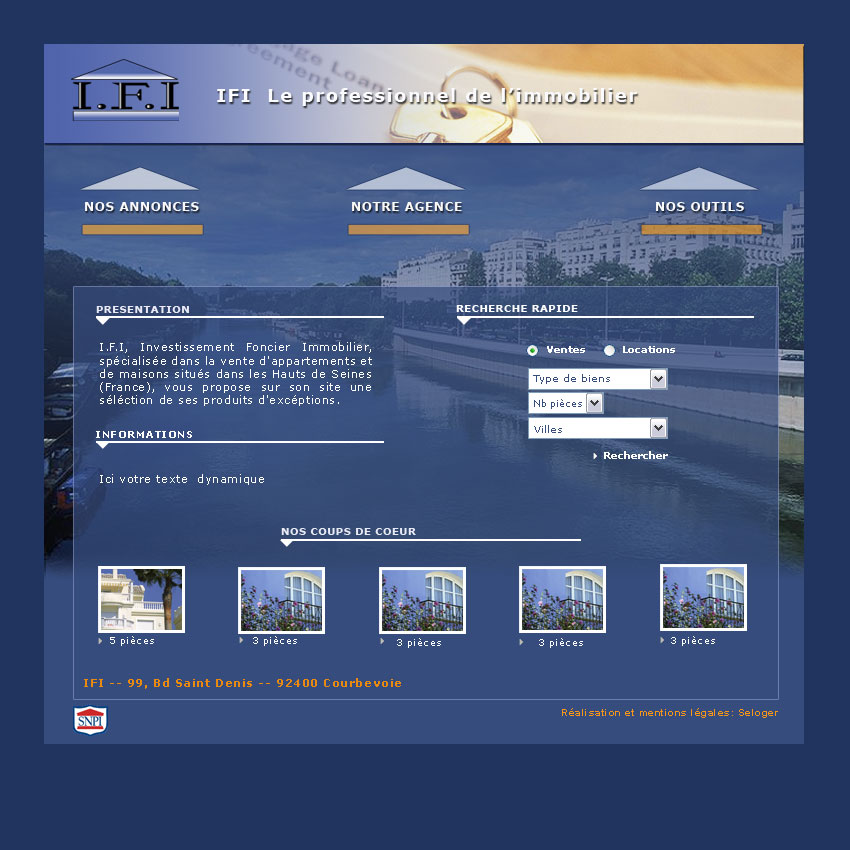 Loan
I.F.I
IFI Le professionnel de l'immobilier
NOS ANNONCES
NOTRE AGENCE
NOS OUTILS
PRESENTATION
I.F.I, Investissement Foncier Immobilier,
spécialisée dans la vente d'appartements et
de maisons situés dans les Hauts de Seines
(France), vous propose sur son site une
séléction de ses produits d'excéptions.
INFORMATIONS
Ici votre texte dynamique
RECHERCHE RAPIDE
Ventes Locations
Type de biens
Nb pièces
Villes
Rechercher
NOS COUPS DE COEUR
5 pièces
3 pièces
3 pièces
3 pièces
3 pièces
IFI -- 99, Bd Saint Denis -- 92400 Courbevoie
SNPI
Réalisation et mentions légales: Seloger